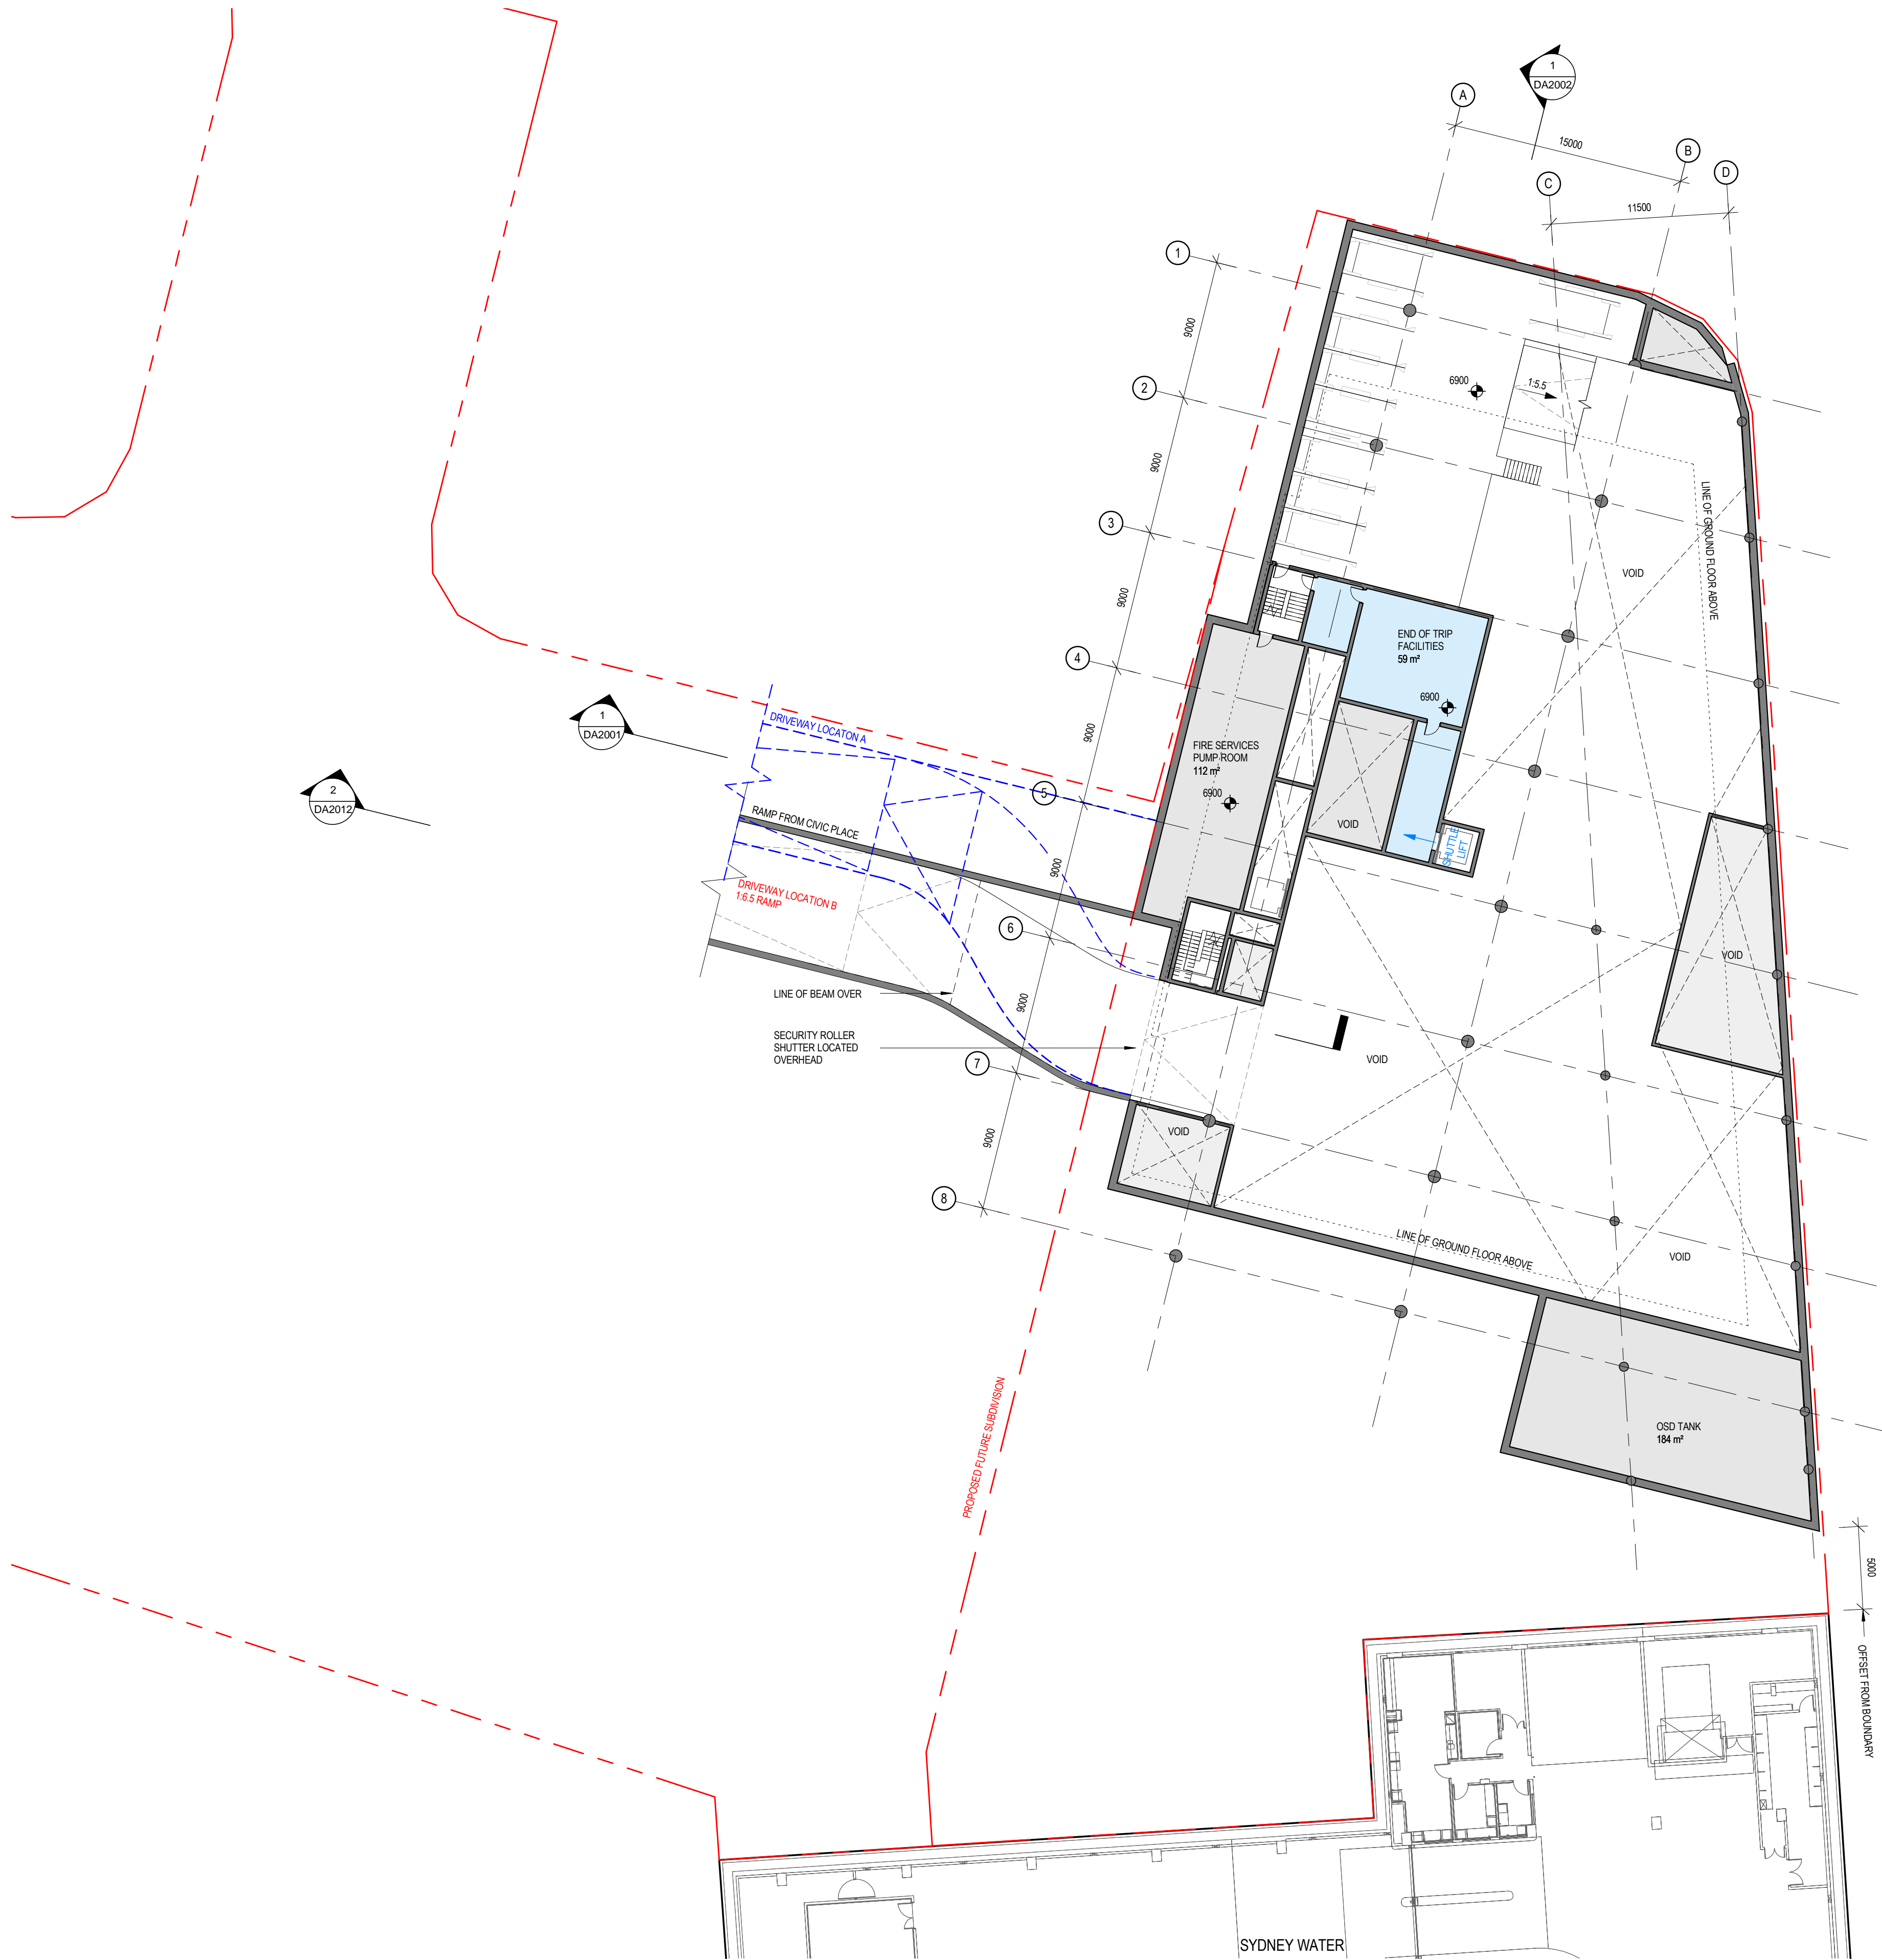 1
DA2002
A
15000
B
C
D
11500
1
9000
2
6900
1:5.5
9000
LINE OF GROUND FLOOR ABOVE
3
VOID
9000
END OF TRIP
FACILITIES
59 m²
4
6900
1
DA2001
DRIVEWAY LOCATON A
9000
FIRE SERVICES
PUMP ROOM
112 m²
6900
2
DA2012
5
RAMP FROM CIVIC PLACE
VOID
SHUTTLE
LIFT
9000
DRIVEWAY LOCATION B
1:6.5 RAMP
6
VOID
LINE OF BEAM OVER
9000
SECURITY ROLLER
SHUTTER LOCATED
OVERHEAD
7
VOID
9000
VOID
8
LINE OF GROUND FLOOR ABOVE
VOID
PROPOSED FUTURE SUBDIVISION
OSD TANK
184 m²
5000
OFFSET FROM BOUNDARY
SYDNEY WATER